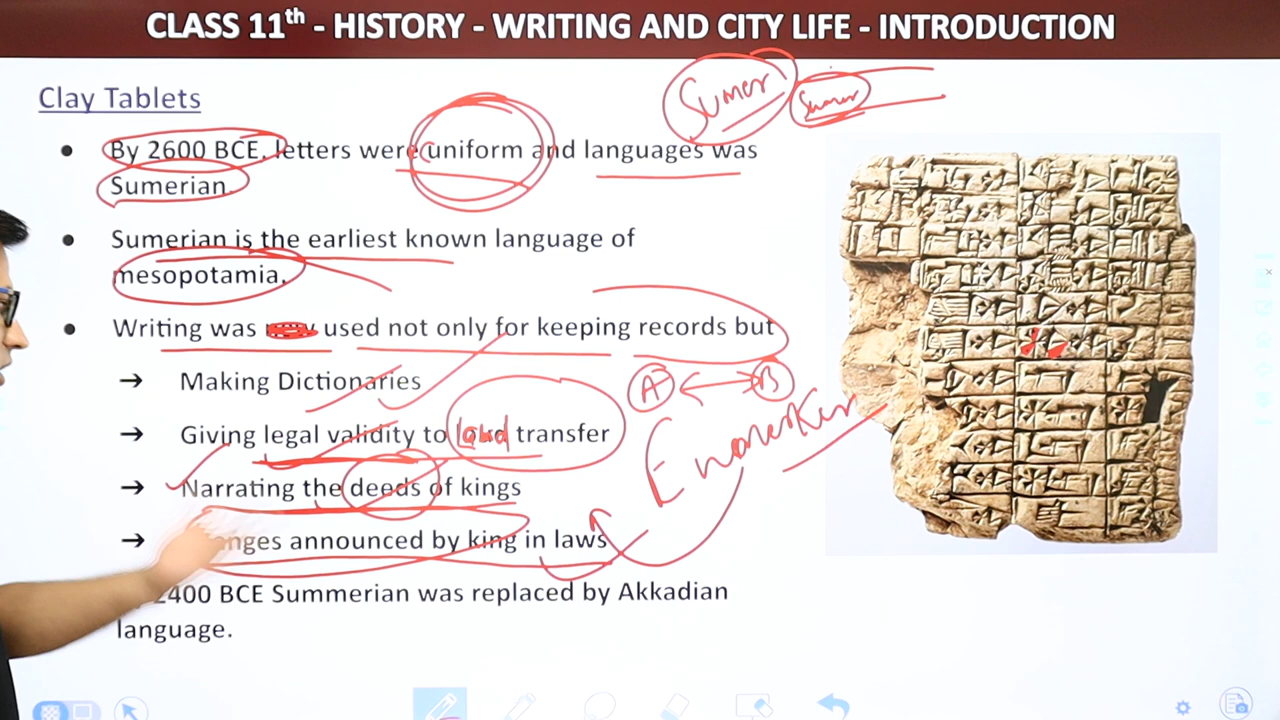 CLASS 11th - HISTORY - WRITING AND CITY LIFE - INTRODUCTION
Clay Tablets
Sumer
Sumer
• By 2600 BCE, letters were cuniform and languages was
Sumerian.
• Sumerian is the earliest known language of
mesopotamia.
• Writing was used not only for keeping records but
→ Making Dictionaries
A B
→ Giving legal validity to land transfer
→ Narrating the deeds of kings
→ announced by king in laws
2400 BCE Summerian was replaced by Akkadian
language.